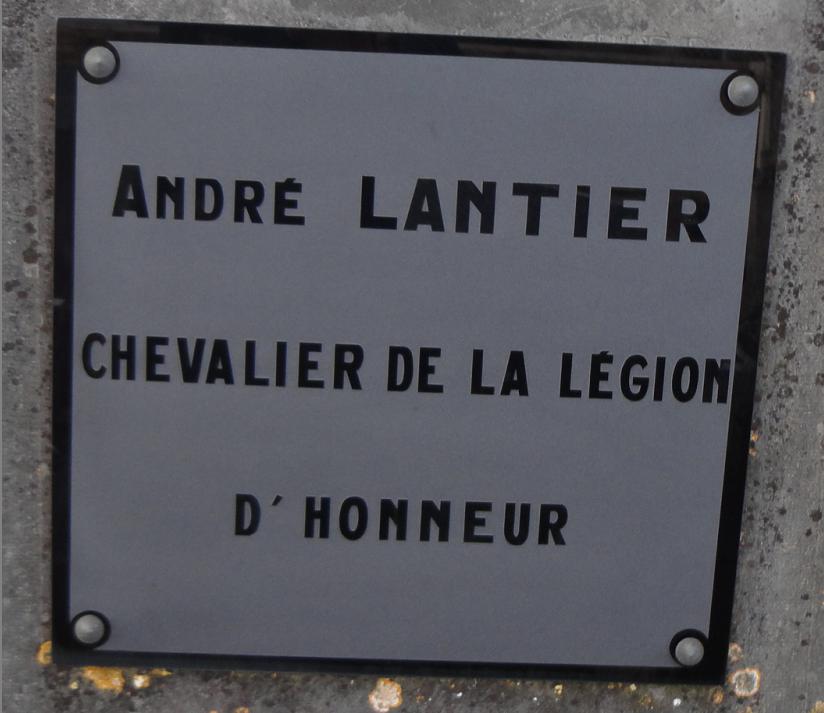 ANDRÉ LANTIER
CHEVALIER DE LA LÉGION
D'HONNEUR